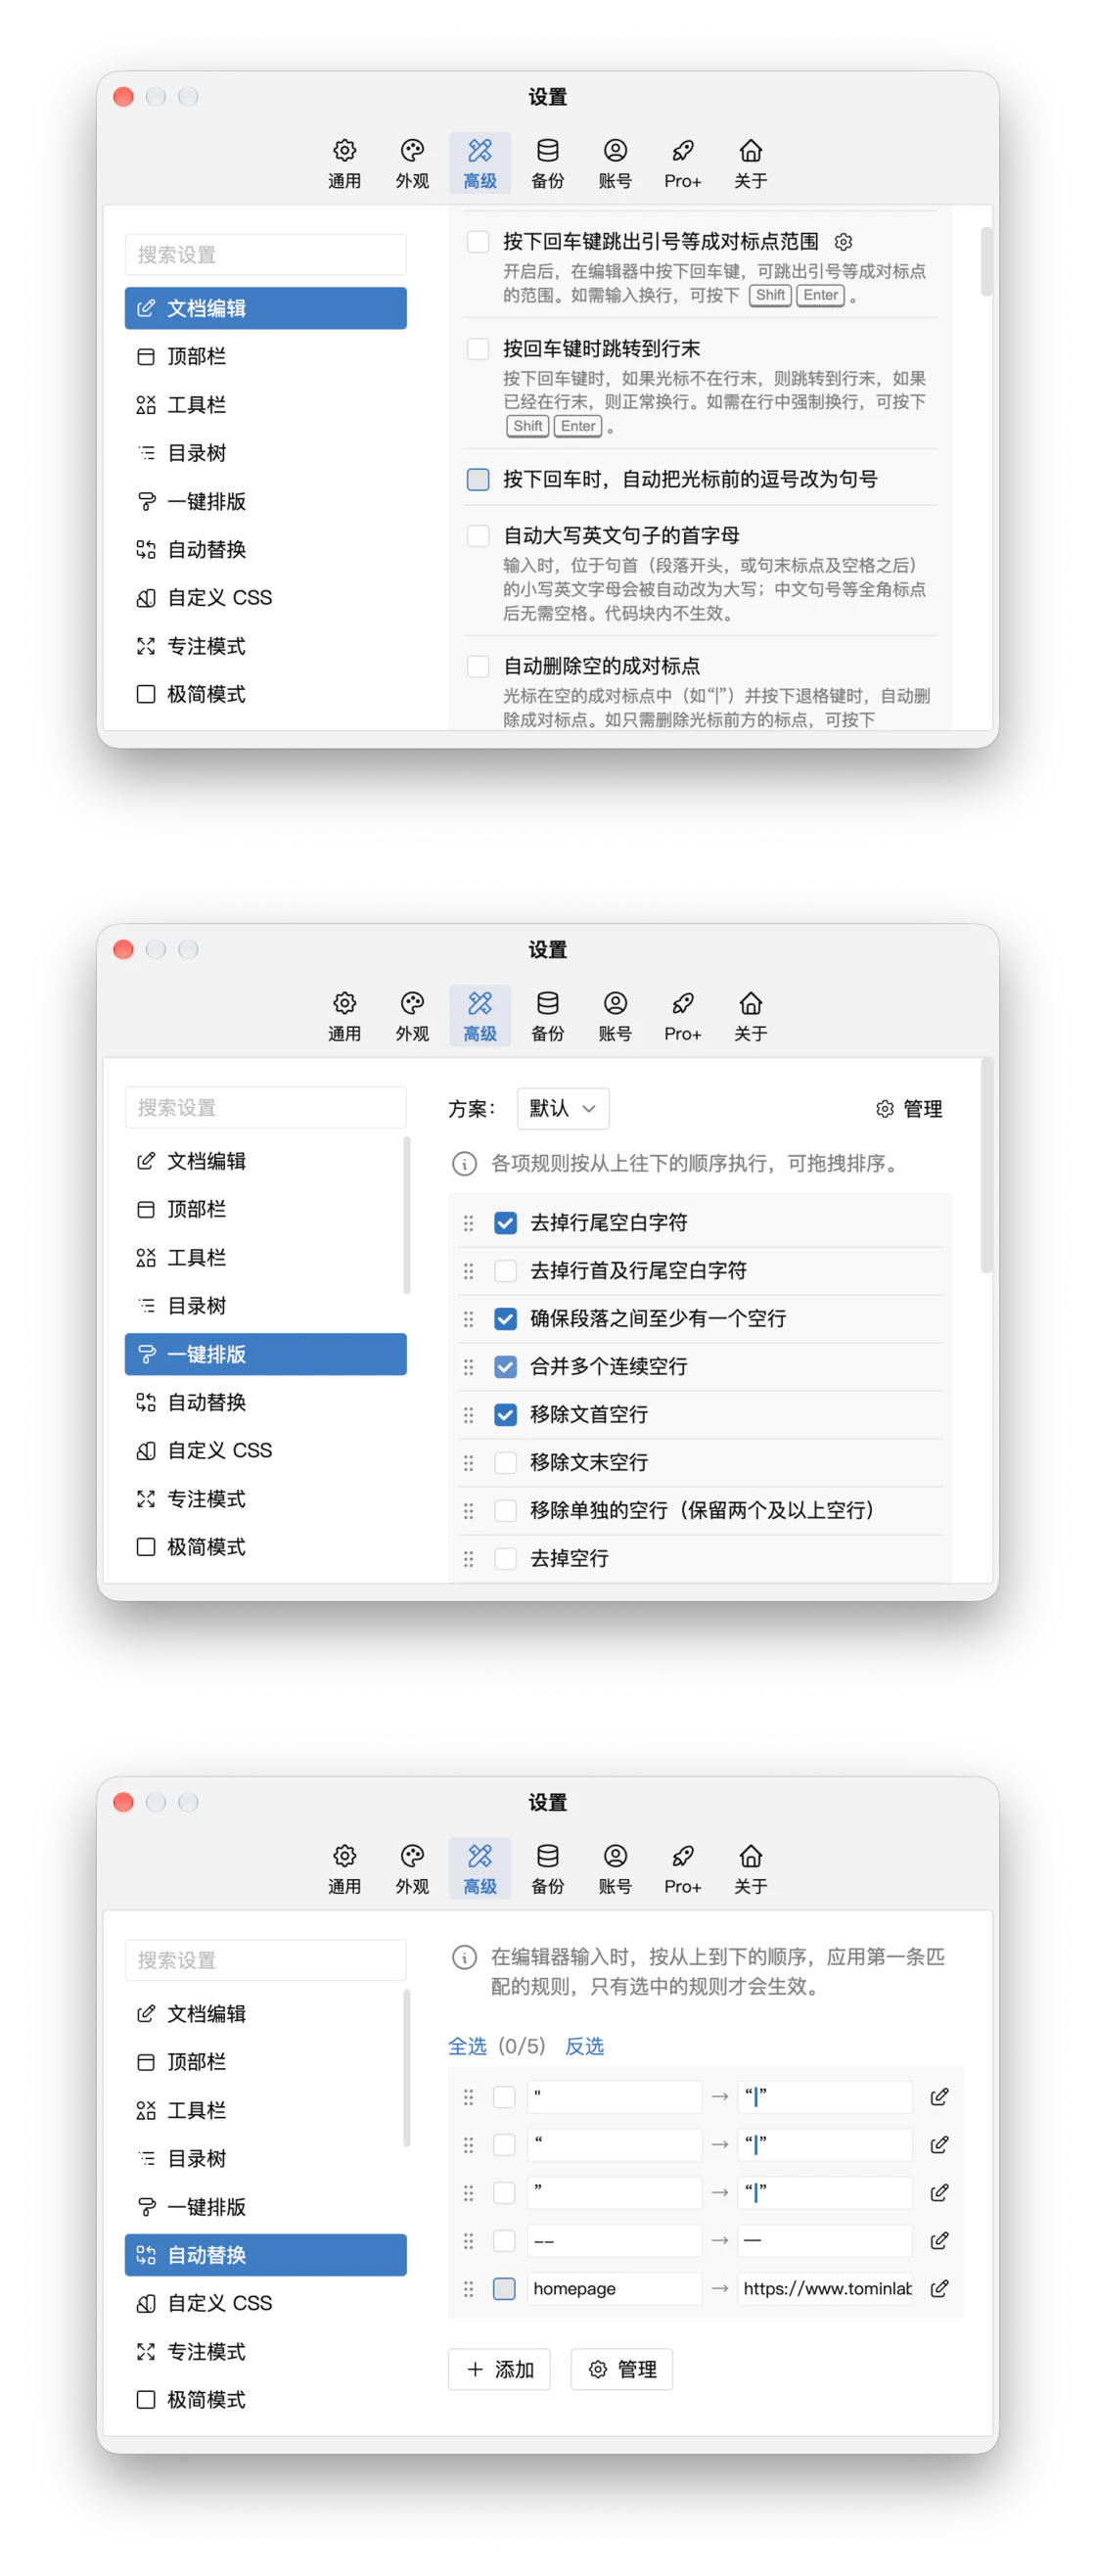 设置
通用 外观 高级 备份 账号 Pro+ 关于
搜索设置
文档编辑
顶部栏
工具栏
目录树
一键排版
自动替换
自定义 CSS
专注模式
极简模式
按下回车键跳出引号等成对标点范围
开启后，在编辑器中按下回车键，可跳出引号等成对标点
的范围。如需输入换行，可按下 Shift Enter 。
按回车键时跳转到行末
按下回车键时，如果光标不在行末，则跳转到行末，如果
已经在行末，则正常换行。如需在行中强制换行，可按下
Shift Enter 。
按下回车时，自动把光标前的逗号改为句号
自动大写英文句子的首字母
输入时，位于句首（段落开头，或句末标点及空格之后）
的小写英文字母会被自动改为大写；中文句号等全角标点
后无需空格。代码块内不生效。
自动删除空的成对标点
光标在空的成对标点中（如“|”）并按下退格键时，自动删
除成对标点。如只需删除光标前方的标点，可按下
设置
通用 外观 高级 备份 账号 Pro+ 关于
搜索设置
文档编辑
顶部栏
工具栏
目录树
一键排版
自动替换
自定义 CSS
专注模式
极简模式
方案： 默认 管理
各项规则按从上往下的顺序执行，可拖拽排序。
去掉行尾空白字符
去掉行首及行尾空白字符
确保段落之间至少有一个空行
合并多个连续空行
移除文首空行
移除文末空行
移除单独的空行（保留两个及以上空行）
去掉空行
设置
通用 外观 高级 备份 账号 Pro+ 关于
搜索设置
文档编辑
顶部栏
工具栏
目录树
一键排版
自动替换
自定义 CSS
专注模式
极简模式
在编辑器输入时，按从上到下的顺序，应用第一条匹
配的规则，只有选中的规则才会生效。
全选 (0/5) 反选
" → “|”
“ → “|”
” → “|”
-- → —
homepage → https://www.tominlab
添加 管理